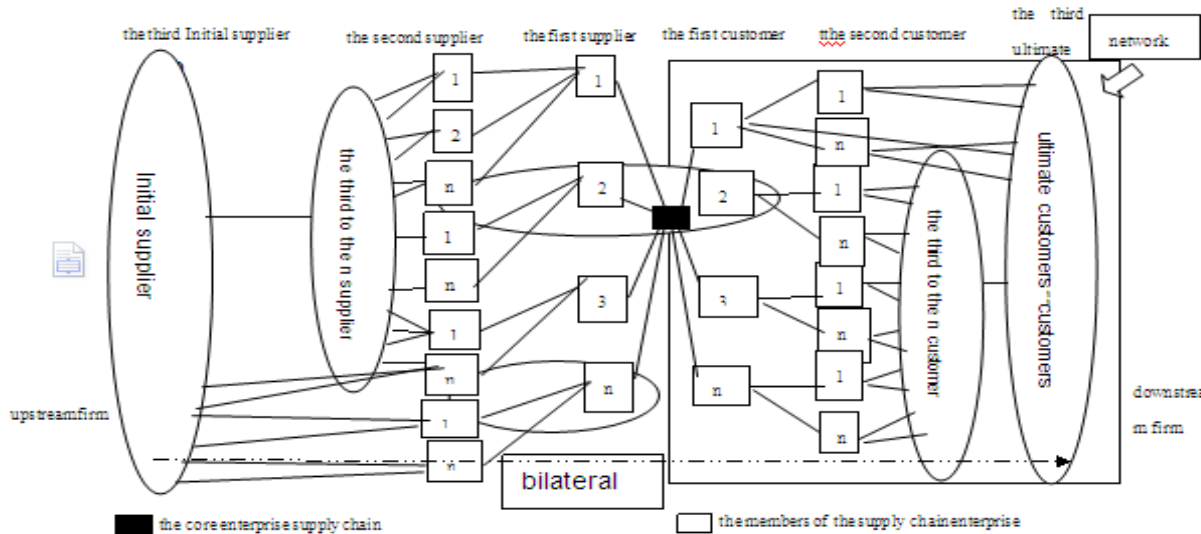 the third Initial supplier
the second supplier
the first supplier
the first customer
tthe second customer
the third
ultimate
network
1
2
n
1
n
1
n
1
n
1
2
3
n
1
2
3
n
1
n
1
n
1
n
1
n
Initial supplier
the third to the n supplier
the third to the n customer
ultimate customers--customers
upstreamfirm
downstrea
m firm
bilateral
the core enterprise supply chain
the members of the supply chain enterprise